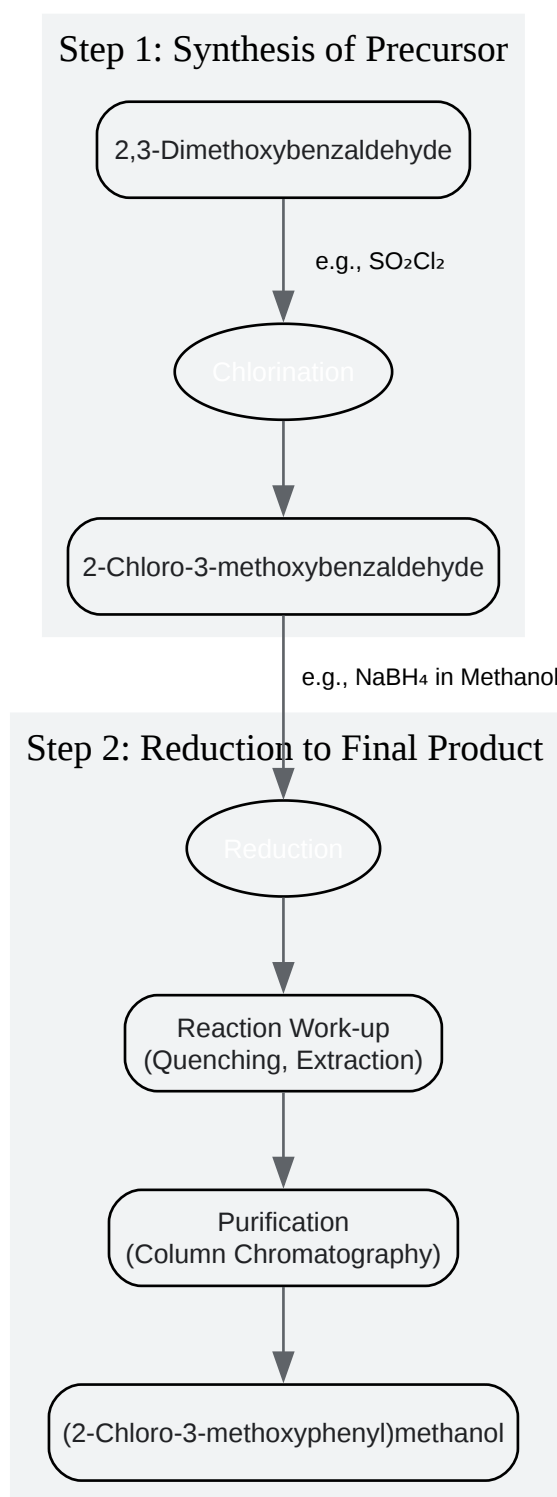 Step 1: Synthesis of Precursor
2,3-Dimethoxybenzaldehyde
e.g., SO₂Cl₂
Chlorination
2-Chloro-3-methoxybenzaldehyde
e.g., NaBH₄ in Methanol
Step 2: Reduction to Final Product
Reduction
Reaction Work-up
(Quenching, Extraction)
Purification
(Column Chromatography)
(2-Chloro-3-methoxyphenyl)methanol